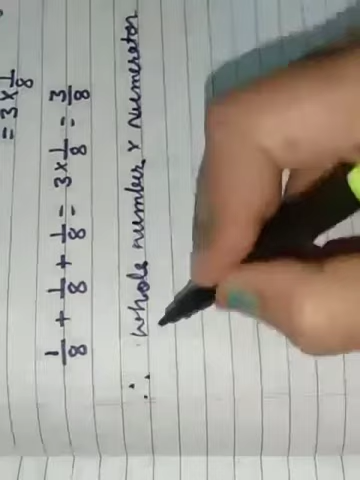 = 3 × 1/8
1/8 + 1/8 + 1/8 = 3 × 1/8 = 3/8
∴ whole number × numerator